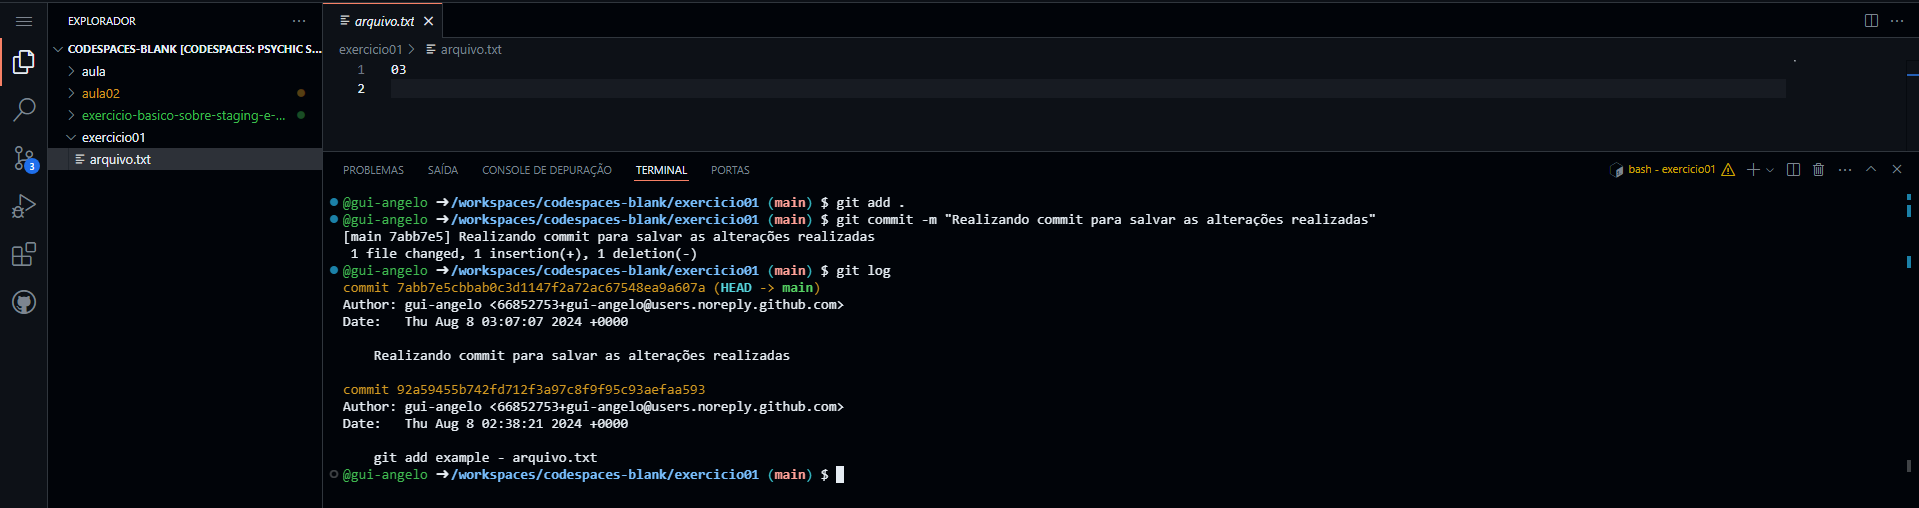 EXPLORADOR
CODESPACES-BLANK [CODESPACES: PSYCHIC S...
aula
aula02
exercicio-basico-sobre-staging-e-...
exercicio01
arquivo.txt
3
arquivo.txt
exercicio01 > arquivo.txt
1 03
2
PROBLEMAS SAÍDA CONSOLE DE DEPURAÇÃO TERMINAL PORTAS
bash - exercicio01
@gui-angelo ➜/workspaces/codespaces-blank/exercicio01 (main) $ git add .
@gui-angelo ➜/workspaces/codespaces-blank/exercicio01 (main) $ git commit -m "Realizando commit para salvar as alterações realizadas"
[main 7abb7e5] Realizando commit para salvar as alterações realizadas
1 file changed, 1 insertion(+), 1 deletion(-)
@gui-angelo ➜/workspaces/codespaces-blank/exercicio01 (main) $ git log
commit 7abb7e5cbbab0c3d1147f2a72ac67548ea9a607a (HEAD -> main)
Author: gui-angelo <66852753+gui-angelo@users.noreply.github.com>
Date: Thu Aug 8 03:07:07 2024 +0000
Realizando commit para salvar as alterações realizadas
commit 92a59455b742fd712f3a97c8f9f95c93aefaa593
Author: gui-angelo <66852753+gui-angelo@users.noreply.github.com>
Date: Thu Aug 8 02:38:21 2024 +0000
git add example - arquivo.txt
@gui-angelo ➜/workspaces/codespaces-blank/exercicio01 (main) $